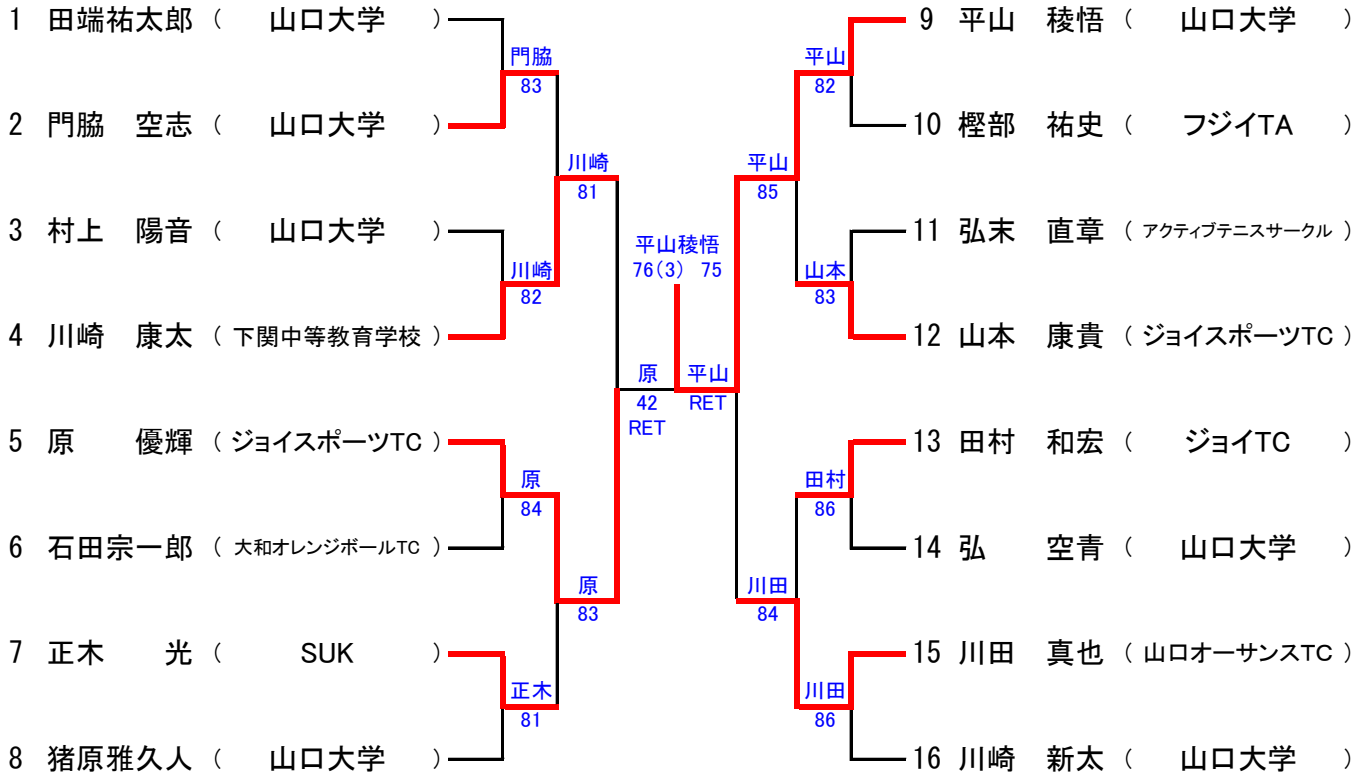 1 田端祐太郎 ( 山口大学 )
門脇
83
2 門脇 空志 ( 山口大学 )
川崎
81
3 村上 陽音 ( 山口大学 )
川崎
82
4 川崎 康太 ( 下関中等教育学校 )
原
42
RET
5 原 優輝 ( ジョイスポーツTC )
原
84
6 石田宗一郎 ( 大和オレンジボールTC )
原
83
7 正木 光 ( SUK )
正木
81
8 猪原雅久人 ( 山口大学 )
平山稜悟
76(3) 75
9 平山 稜悟 ( 山口大学 )
平山
82
10 樫部 祐史 ( フジイTA )
平山
85
11 弘末 直章 ( アクティブテニスサークル )
山本
83
12 山本 康貴 ( ジョイスポーツTC )
平山
RET
13 田村 和宏 ( ジョイTC )
田村
86
14 弘 空青 ( 山口大学 )
川田
84
15 川田 真也 ( 山口オーサンスTC )
川田
86
16 川崎 新太 ( 山口大学 )